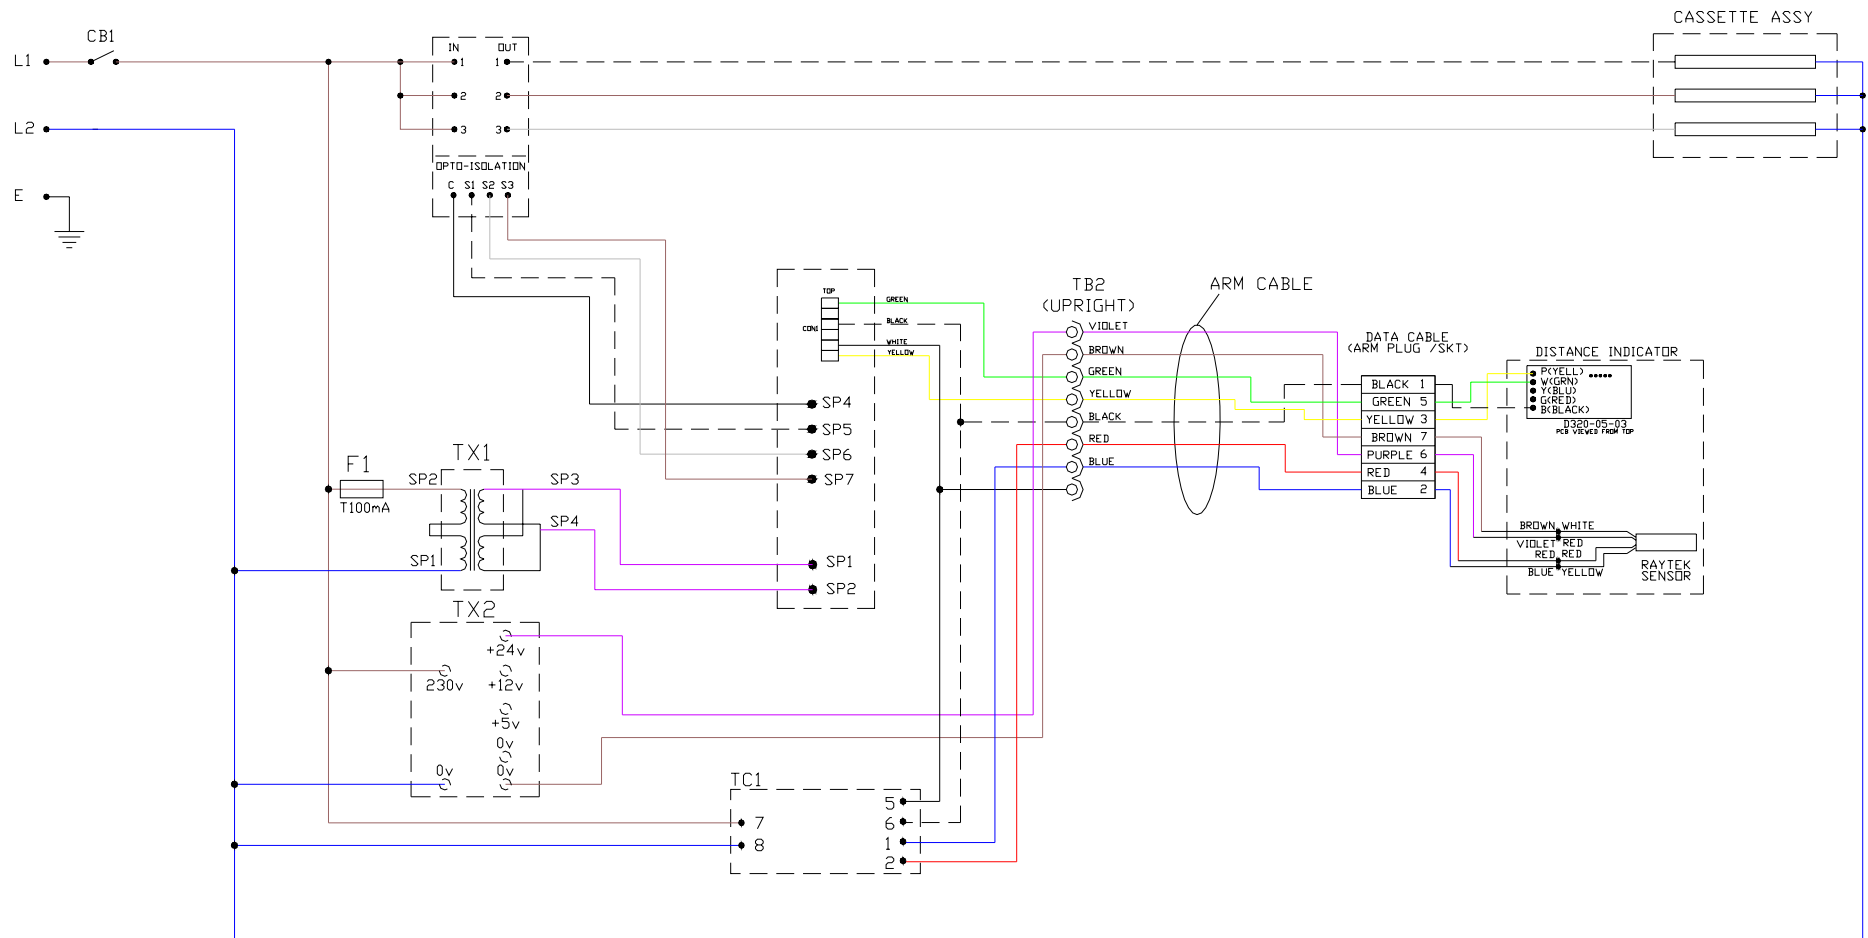 CASSETTE ASSY
CB1
L1
IN OUT
1 1
2 2
L2
3 3
OPTO-ISOLATION
C S1 S2 S3
E
TB2
(UPRIGHT)
ARM CABLE
TOP
CON1
GREEN
BLACK
WHITE
YELLOW
VIOLET
BROWN
GREEN
YELLOW
BLACK
RED
BLUE
DATA CABLE
(ARM PLUG /SKT)
BLACK 1
GREEN 5
YELLOW 3
BROWN 7
PURPLE 6
RED 4
BLUE 2
DISTANCE INDICATOR
P(YELL)
W(GRN)
Y(BLU)
G(RED)
B(BLACK)
D320-05-03
PCB VIEWED FROM TOP
SP4
SP5
SP6
SP7
SP1
SP2
F1
T100mA
TX1
SP2
SP3
SP4
SP1
BROWN WHITE
VIOLET RED
RED RED
BLUE YELLOW
RAYTEK
SENSOR
TX2
+24v
230v
+12v
+5v
0v
0v
0v
TC1
7
8
5
6
1
2